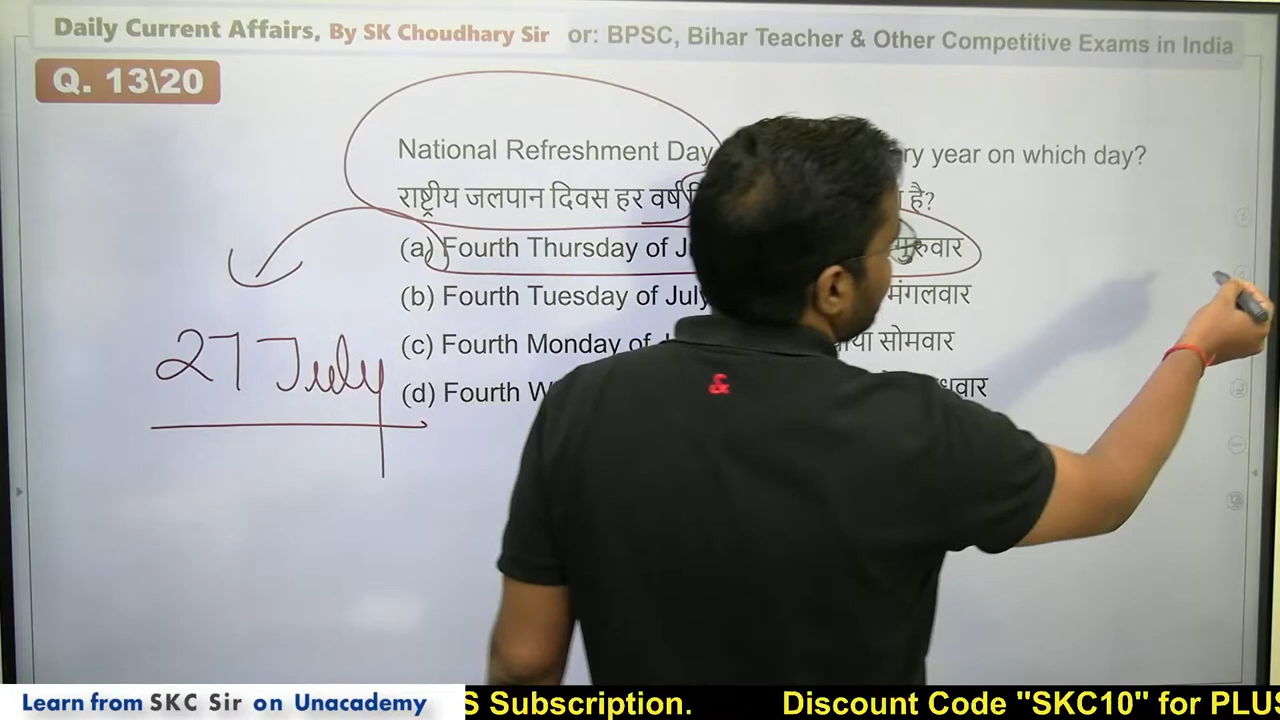 Daily Current Affairs, By SK Choudhary Sir or: BPSC, Bihar Teacher & Other Competitive Exams in India
Q. 13\20
National Refreshment Day ry year on which day?
राष्ट्रीय जलपान दिवस हर वर्ष है?
(a) Fourth Thursday of J गुरुवार
(b) Fourth Tuesday of July मंगलवार
(c) Fourth Monday of सोमवार
(d) Fourth W
27 July
&
Learn from SKC Sir on Unacademy
S Subscription. Discount Code "SKC10" for PLUS